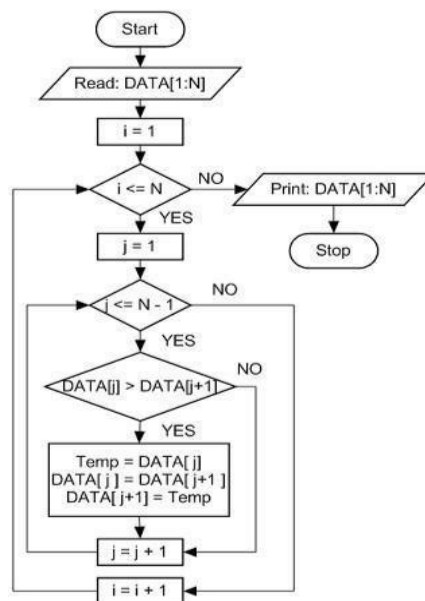 Start
Read: DATA[1:N]
i = 1
i <= N
NO
Print: DATA[1:N]
YES
Stop
j = 1
j <= N - 1
NO
YES
DATA[j] > DATA[j+1]
NO
YES
Temp = DATA[ j]
DATA[ j ] = DATA[ j+1 ]
DATA[ j+1] = Temp
j = j + 1
i = i + 1